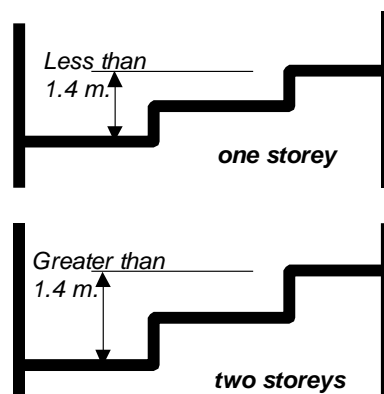 Less than
1.4 m.
one storey
Greater than
1.4 m.
two storeys